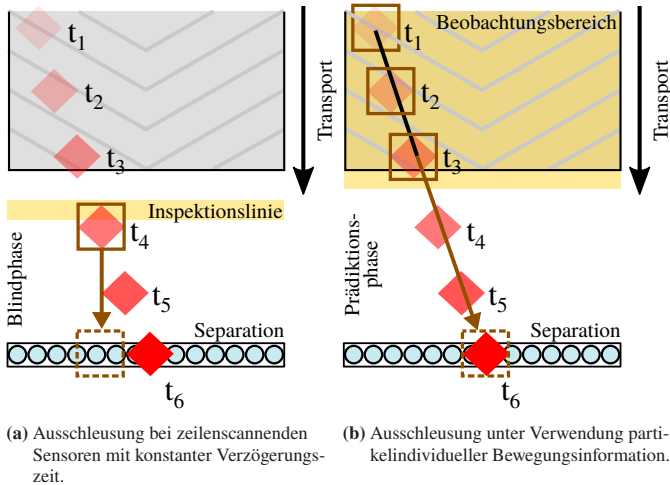 t1
t2
t3
Transport
Inspektionslinie
t4
Blindphase
t5
Separation
t6
(a) Ausschleusung bei zeilenscannenden
Sensoren mit konstanter Verzögerungs-
zeit.
Beobachtungsbereich
t1
t2
t3
Transport
Prädiktions-
phase
t4
t5
Separation
t6
(b) Ausschleusung unter Verwendung parti-
kelindividueller Bewegungsinformation.